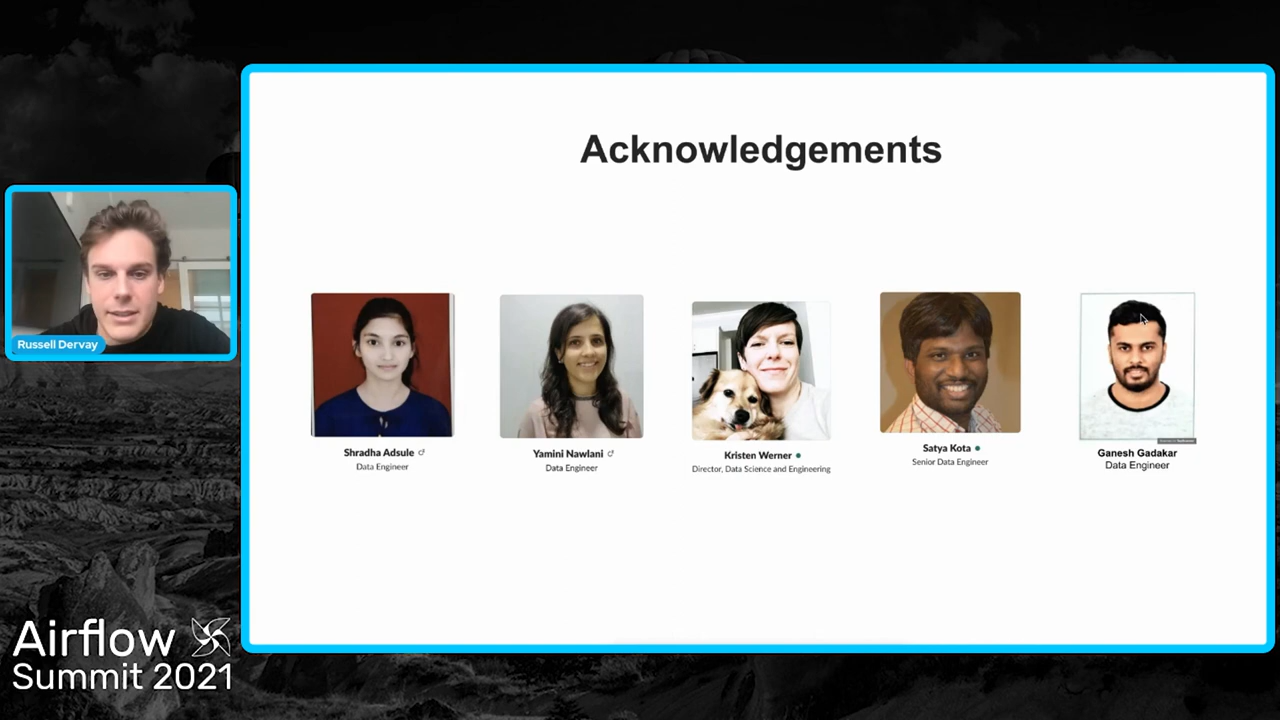 Acknowledgements
Russell Dervay
Shradha Adsule
Data Engineer
Yamini Nawlani
Data Engineer
Kristen Werner
Director, Data Science and Engineering
Satya Kota
Senior Data Engineer
Ganesh Gadakar
Data Engineer
Airflow
Summit 2021